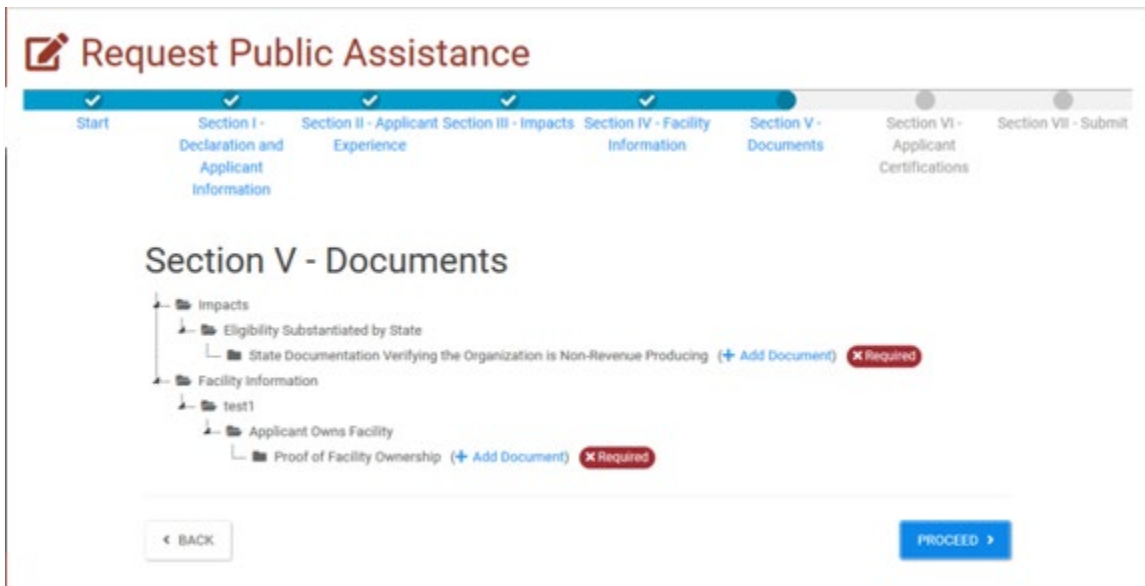 Request Public Assistance
Start
Section I - Declaration and Applicant Information
Section II - Applicant Experience
Section III - Impacts
Section IV - Facility Information
Section V - Documents
Section VI - Applicant Certifications
Section VII - Submit
Section V - Documents
Impacts
Eligibility Substantiated by State
State Documentation Verifying the Organization is Non-Revenue Producing (+ Add Document) × Required
Facility Information
test1
Applicant Owns Facility
Proof of Facility Ownership (+ Add Document) × Required
< BACK
PROCEED >